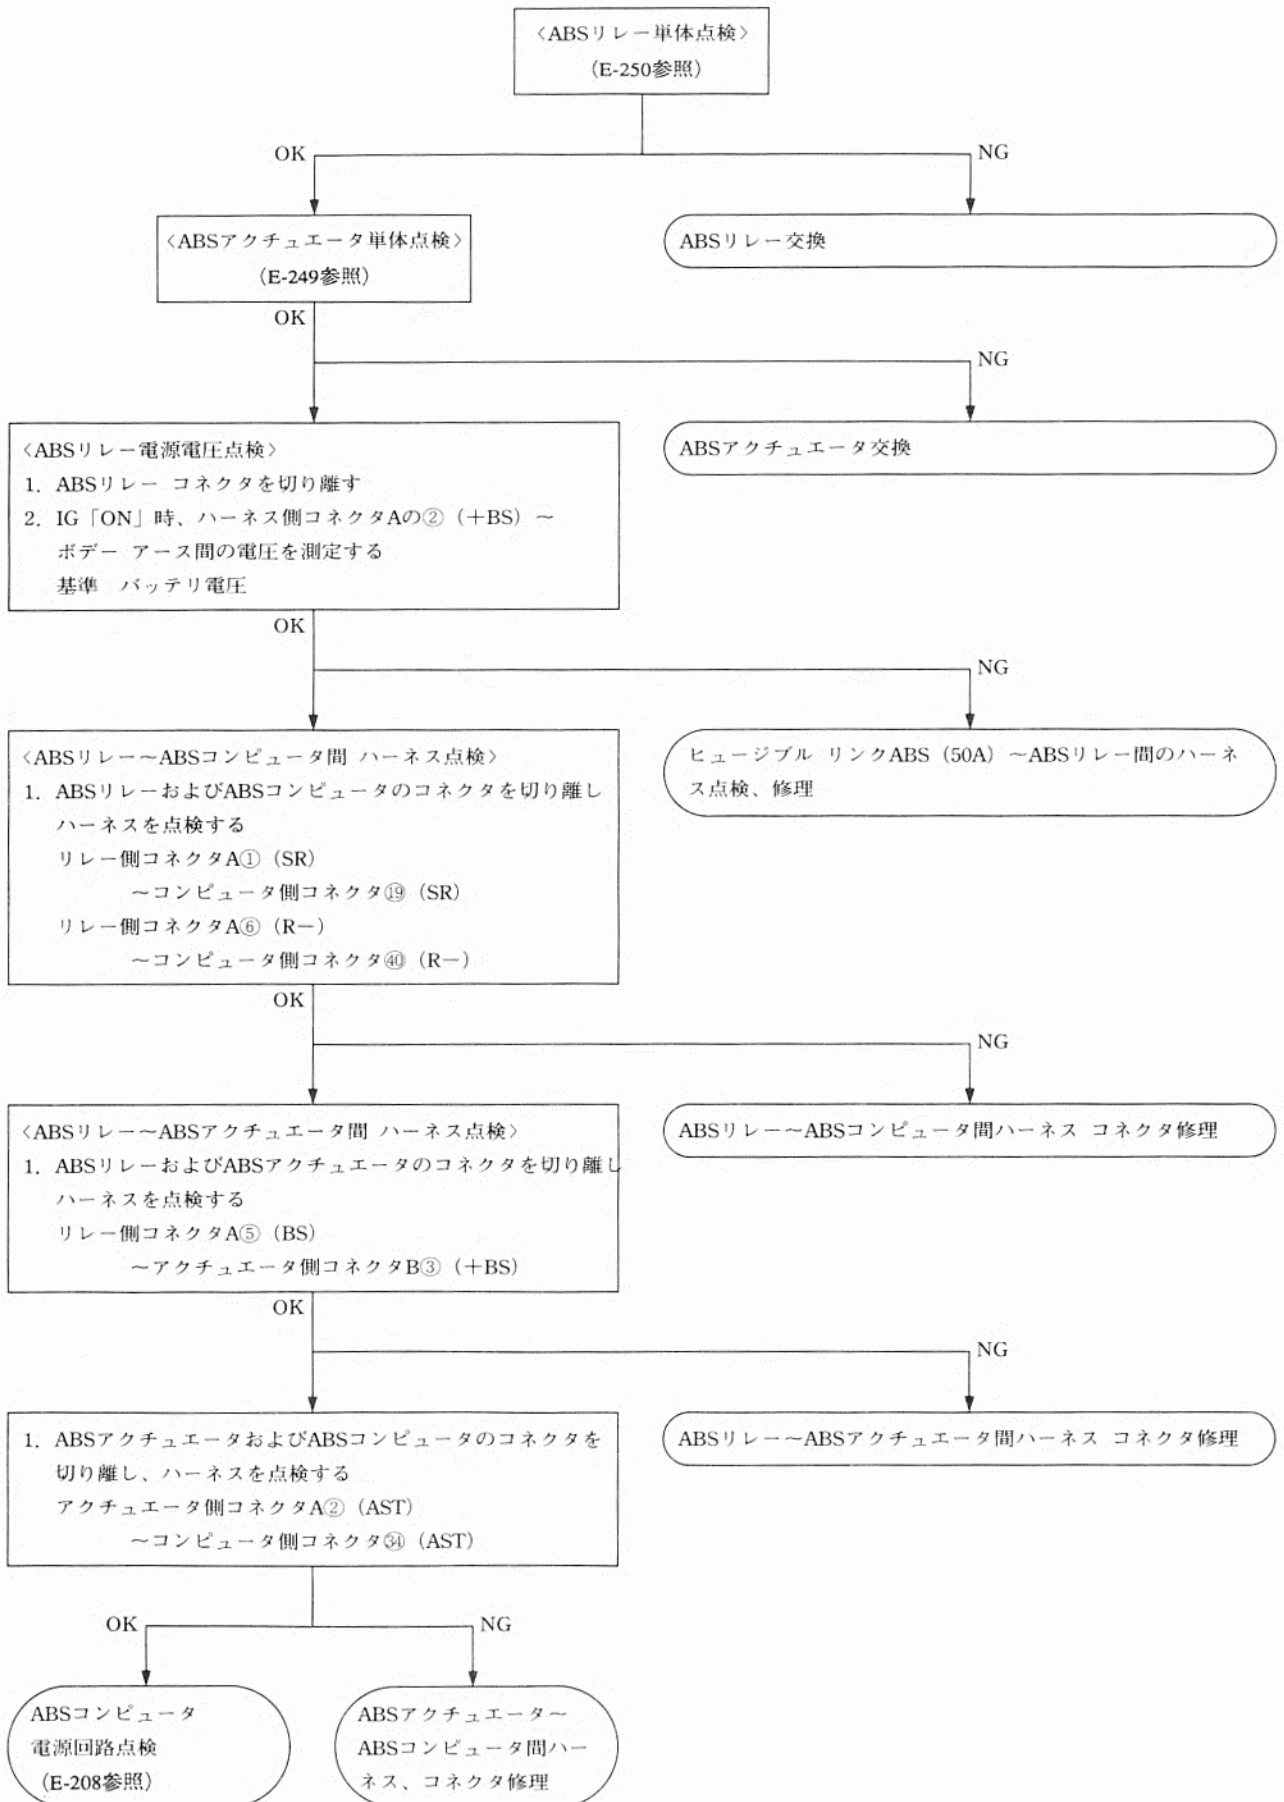 〈ABSリレー単体点検〉
（E-250参照）
OK
NG
〈ABSアクチュエータ単体点検〉
（E-249参照）
ABSリレー交換
OK
NG
〈ABSリレー電源電圧点検〉
1．ABSリレー コネクタを切り離す
2．IG「ON」時、ハーネス側コネクタAの②（＋BS）～
ボデー アース間の電圧を測定する
基準　バッテリ電圧
ABSアクチュエータ交換
OK
NG
〈ABSリレー～ABSコンピュータ間 ハーネス点検〉
1．ABSリレーおよびABSコンピュータのコネクタを切り離し
ハーネスを点検する
リレー側コネクタA①（SR）
～コンピュータ側コネクタ⑲（SR）
リレー側コネクタA⑥（R－）
～コンピュータ側コネクタ㊵（R－）
ヒュージブル リンクABS（50A）～ABSリレー間のハーネ
ス点検、修理
OK
NG
〈ABSリレー～ABSアクチュエータ間 ハーネス点検〉
1．ABSリレーおよびABSアクチュエータのコネクタを切り離し
ハーネスを点検する
リレー側コネクタA⑤（BS）
～アクチュエータ側コネクタB③（＋BS）
ABSリレー～ABSコンピュータ間ハーネス コネクタ修理
OK
NG
1．ABSアクチュエータおよびABSコンピュータのコネクタを
切り離し、ハーネスを点検する
アクチュエータ側コネクタA②（AST）
～コンピュータ側コネクタ㉞（AST）
ABSリレー～ABSアクチュエータ間ハーネス コネクタ修理
OK
NG
ABSコンピュータ
電源回路点検
（E-208参照）
ABSアクチュエータ～
ABSコンピュータ間ハー
ネス、コネクタ修理